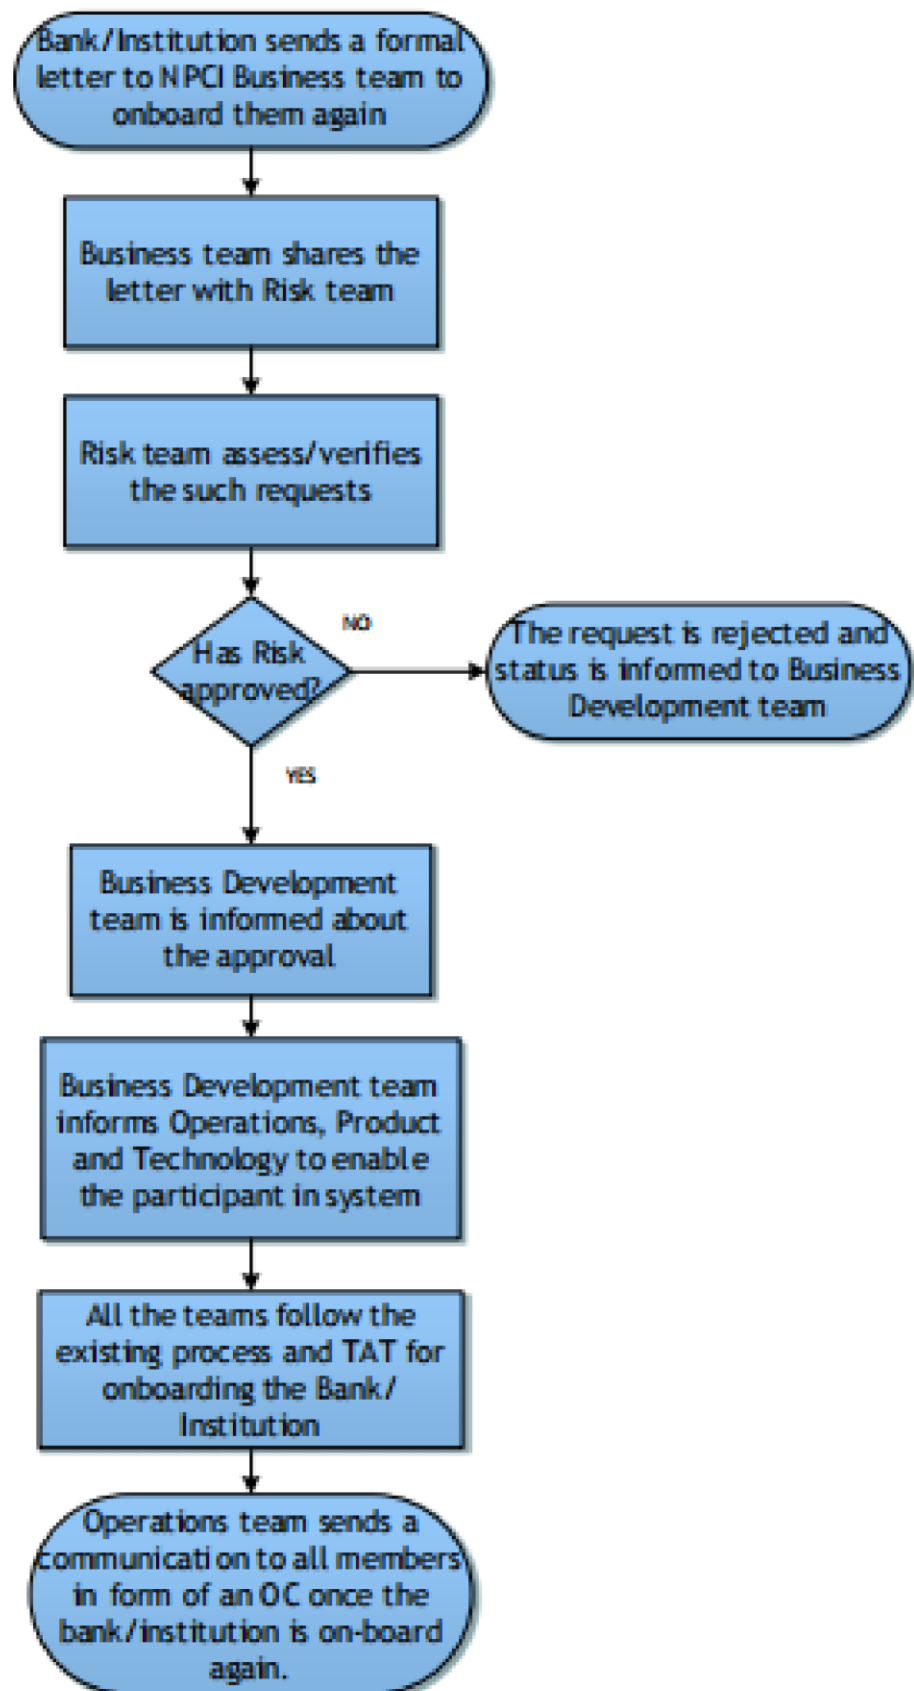 Bank/Institution sends a formal
letter to NPCI Business team to
onboard them again
Business team shares the
letter with Risk team
Risk team assess/verifies
the such requests
Has Risk
approved?
NO
The request is rejected and
status is informed to Business
Development team
YES
Business Development
team is informed about
the approval
Business Development team
informs Operations, Product
and Technology to enable
the participant in system
All the teams follow the
existing process and TAT for
onboarding the Bank/
Institution
Operations team sends a
communication to all members
in form of an OC once the
bank/institution is on-board
again.